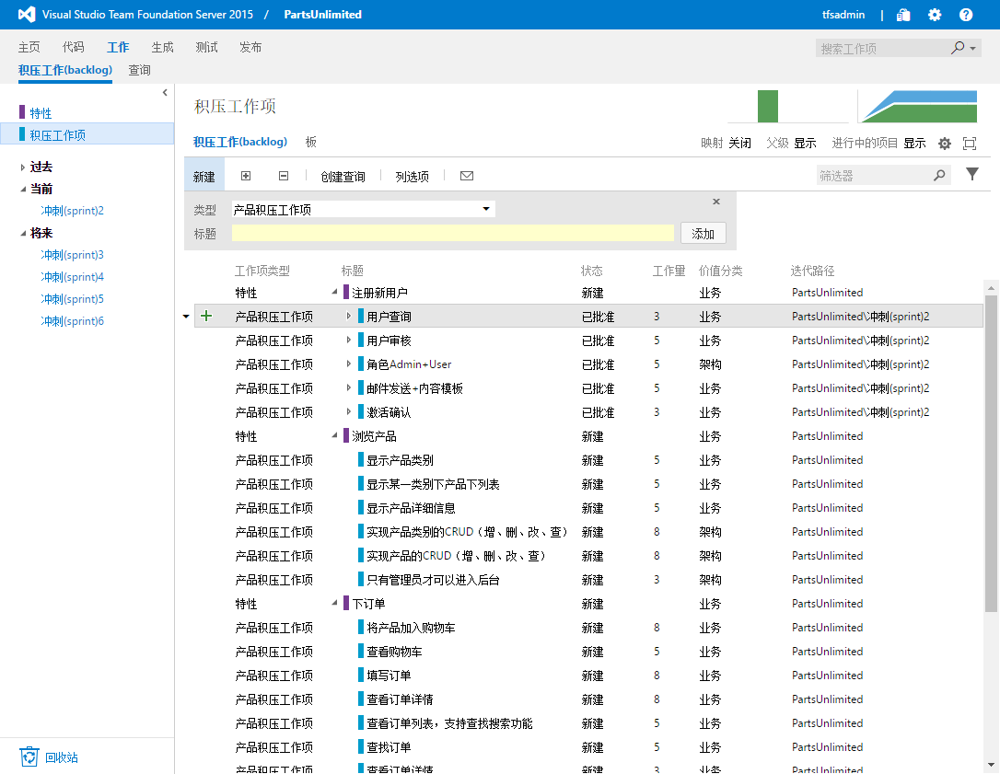 Visual Studio Team Foundation Server 2015 / PartsUnlimited tfsadmin |
主页 代码 工作 生成 测试 发布 搜索工作项
积压工作(backlog) 查询
特性
积压工作项
过去
当前
冲刺(sprint)2
将来
冲刺(sprint)3
冲刺(sprint)4
冲刺(sprint)5
冲刺(sprint)6
回收站
积压工作项
积压工作(backlog) 板 映射 关闭 父级 显示 进行中的项目 显示
新建 创建查询 列选项 筛选器
类型 产品积压工作项
标题 添加
工作项类型 标题 状态 工作量 价值分类 迭代路径
特性 注册新用户 新建 业务 PartsUnlimited
产品积压工作项 用户查询 已批准 3 业务 PartsUnlimited\冲刺(sprint)2
产品积压工作项 用户审核 已批准 5 业务 PartsUnlimited\冲刺(sprint)2
产品积压工作项 角色Admin+User 已批准 5 架构 PartsUnlimited\冲刺(sprint)2
产品积压工作项 邮件发送+内容模板 已批准 5 业务 PartsUnlimited\冲刺(sprint)2
产品积压工作项 激活确认 已批准 3 业务 PartsUnlimited\冲刺(sprint)2
特性 浏览产品 新建 业务 PartsUnlimited
产品积压工作项 显示产品类别 新建 5 业务 PartsUnlimited
产品积压工作项 显示某一类别下产品下列表 新建 5 业务 PartsUnlimited
产品积压工作项 显示产品详细信息 新建 5 业务 PartsUnlimited
产品积压工作项 实现产品类别的CRUD（增、删、改、查） 新建 8 架构 PartsUnlimited
产品积压工作项 实现产品的CRUD（增、删、改、查） 新建 8 架构 PartsUnlimited
产品积压工作项 只有管理员才可以进入后台 新建 3 架构 PartsUnlimited
特性 下订单 新建 业务 PartsUnlimited
产品积压工作项 将产品加入购物车 新建 8 业务 PartsUnlimited
产品积压工作项 查看购物车 新建 5 业务 PartsUnlimited
产品积压工作项 填写订单 新建 8 业务 PartsUnlimited
产品积压工作项 查看订单详情 新建 8 业务 PartsUnlimited
产品积压工作项 查看订单列表，支持查找搜索功能 新建 5 业务 PartsUnlimited
产品积压工作项 查找订单 新建 5 业务 PartsUnlimited
产品积压工作项 查看订单详情 新建 3 业务 PartsUnlimited